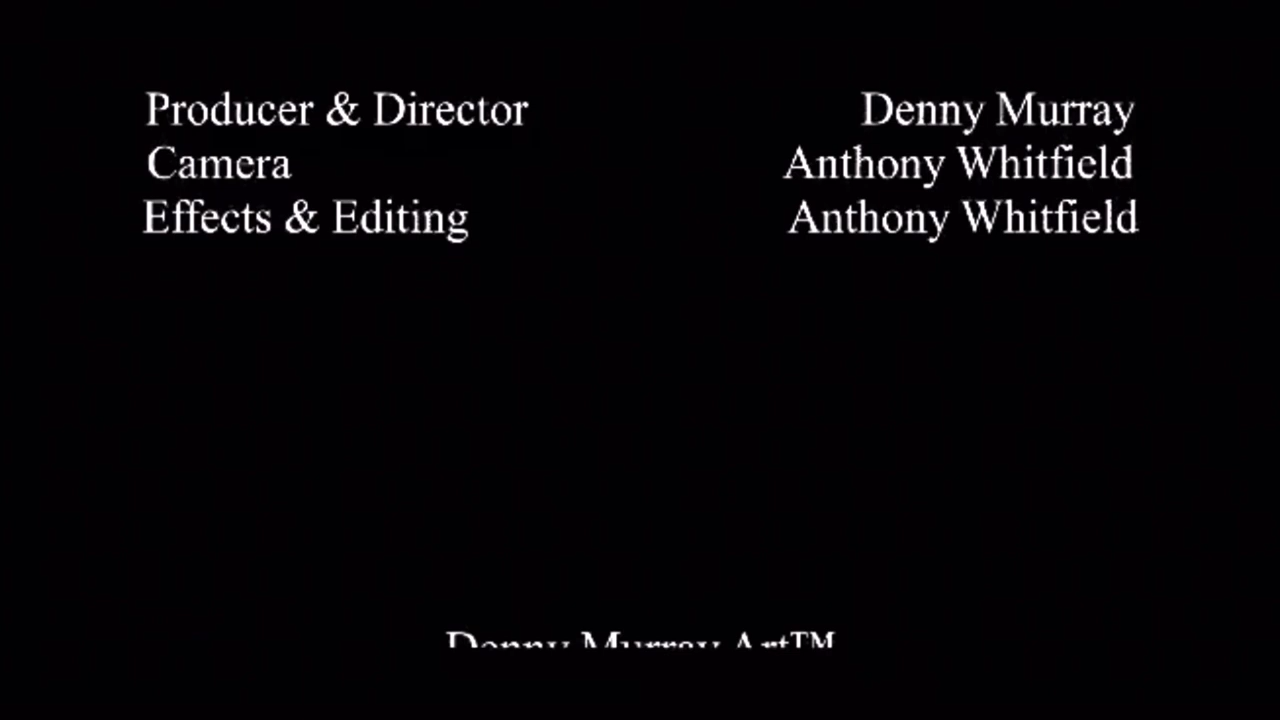 Producer & Director Denny Murray
Camera Anthony Whitfield
Effects & Editing Anthony Whitfield
Denny Murray Art™